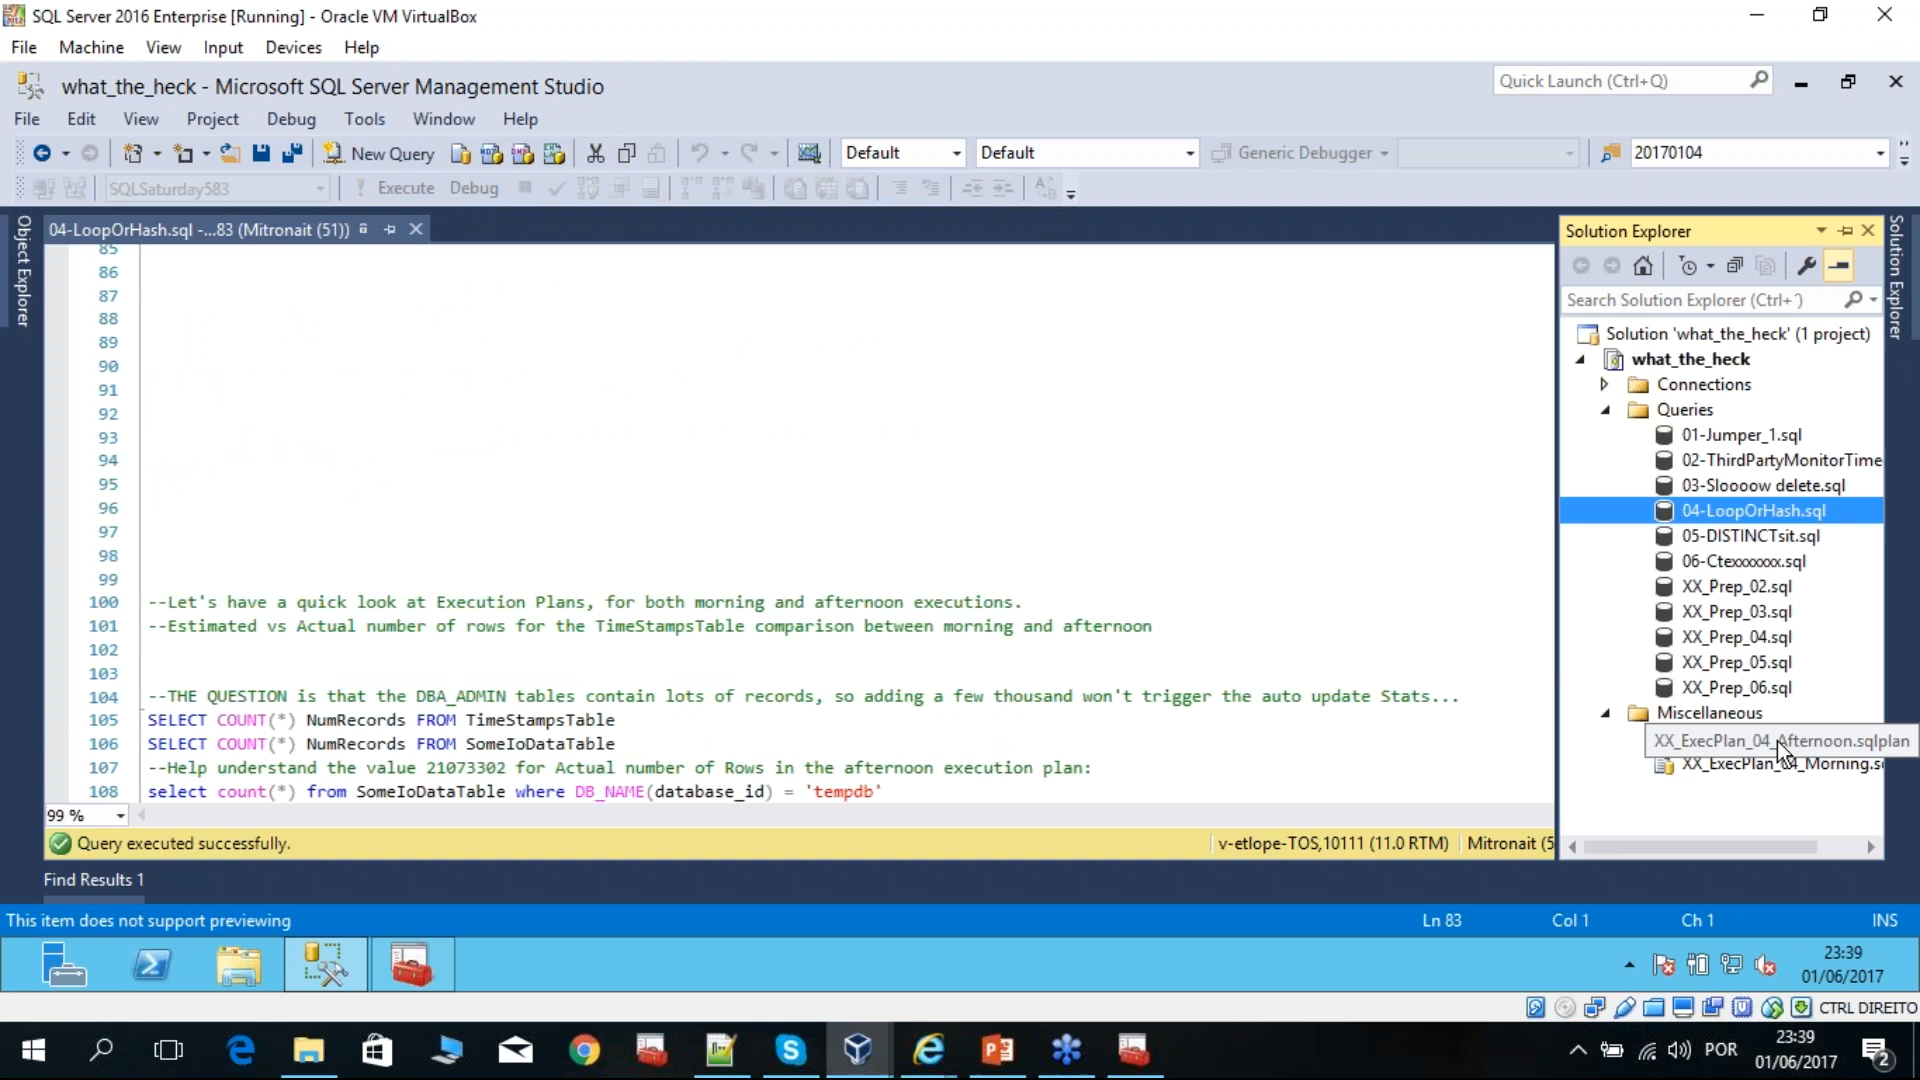 SQL Server 2016 Enterprise [Running] - Oracle VM VirtualBox
File Machine View Input Devices Help
what_the_heck - Microsoft SQL Server Management Studio
Quick Launch (Ctrl+Q)
File Edit View Project Debug Tools Window Help
New Query Default Default Generic Debugger 20170104
SQLSaturday583 Execute Debug
Object Explorer
04-LoopOrHash.sql -...83 (Mitronait (51))
85
86
87
88
89
90
91
92
93
94
95
96
97
98
99
100 --Let's have a quick look at Execution Plans, for both morning and afternoon executions.
101 --Estimated vs Actual number of rows for the TimeStampsTable comparison between morning and afternoon
102
103
104 --THE QUESTION is that the DBA_ADMIN tables contain lots of records, so adding a few thousand won't trigger the auto update Stats...
105 SELECT COUNT(*) NumRecords FROM TimeStampsTable
106 SELECT COUNT(*) NumRecords FROM SomeIoDataTable
107 --Help understand the value 21073302 for Actual number of Rows in the afternoon execution plan:
108 select count(*) from SomeIoDataTable where DB_NAME(database_id) = 'tempdb'
99 %
Query executed successfully. v-etlope-TOS,10111 (11.0 RTM) Mitronait (5
Solution Explorer
Search Solution Explorer (Ctrl+´)
Solution 'what_the_heck' (1 project)
what_the_heck
Connections
Queries
01-Jumper_1.sql
02-ThirdPartyMonitorTime
03-Sloooow delete.sql
04-LoopOrHash.sql
05-DISTINCTsit.sql
06-Ctexxxxxxx.sql
XX_Prep_02.sql
XX_Prep_03.sql
XX_Prep_04.sql
XX_Prep_05.sql
XX_Prep_06.sql
Miscellaneous
XX_ExecPlan_04_Afternoon.sqlplan
XX_ExecPlan_04_Morning.s
Solution Explorer
Find Results 1
This item does not support previewing Ln 83 Col 1 Ch 1 INS
23:39
01/06/2017
CTRL DIREITO
POR
23:39
01/06/2017
2